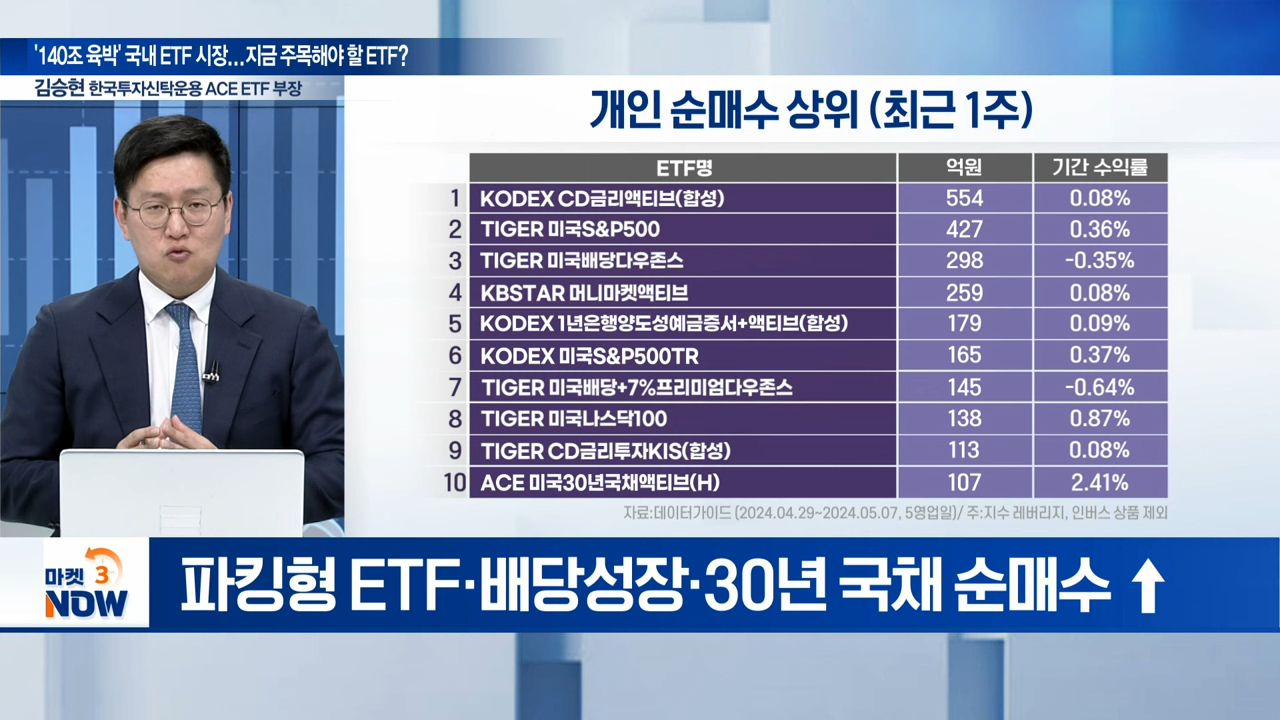 '140조 육박' 국내 ETF 시장...지금 주목해야 할 ETF?
김승현 한국투자신탁운용 ACE ETF 부장
개인 순매수 상위 (최근 1주)
ETF명 억원 기간 수익률
1 KODEX CD금리액티브(합성) 554 0.08%
2 TIGER 미국S&P500 427 0.36%
3 TIGER 미국배당다우존스 298 -0.35%
4 KBSTAR 머니마켓액티브 259 0.08%
5 KODEX 1년은행양도성예금증서+액티브(합성) 179 0.09%
6 KODEX 미국S&P500TR 165 0.37%
7 TIGER 미국배당+7%프리미엄다우존스 145 -0.64%
8 TIGER 미국나스닥100 138 0.87%
9 TIGER CD금리투자KIS(합성) 113 0.08%
10 ACE 미국30년국채액티브(H) 107 2.41%
자료:데이터가이드 (2024.04.29~2024.05.07, 5영업일)/ 주:지수 레버리지, 인버스 상품 제외
마켓 3
NOW
파킹형 ETF·배당성장·30년 국채 순매수 ↑